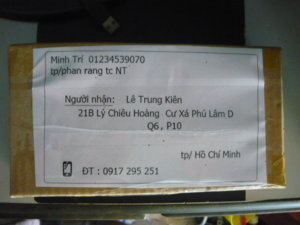 Minh Trí 01234539070
tp/phan rang tc NT
Người nhận: Lê Trung Kiên
21B Lý Chiêu Hoàng Cư Xá Phú Lâm D
Q6, P10
tp/ Hồ Chí Minh
ĐT : 0917 295 251